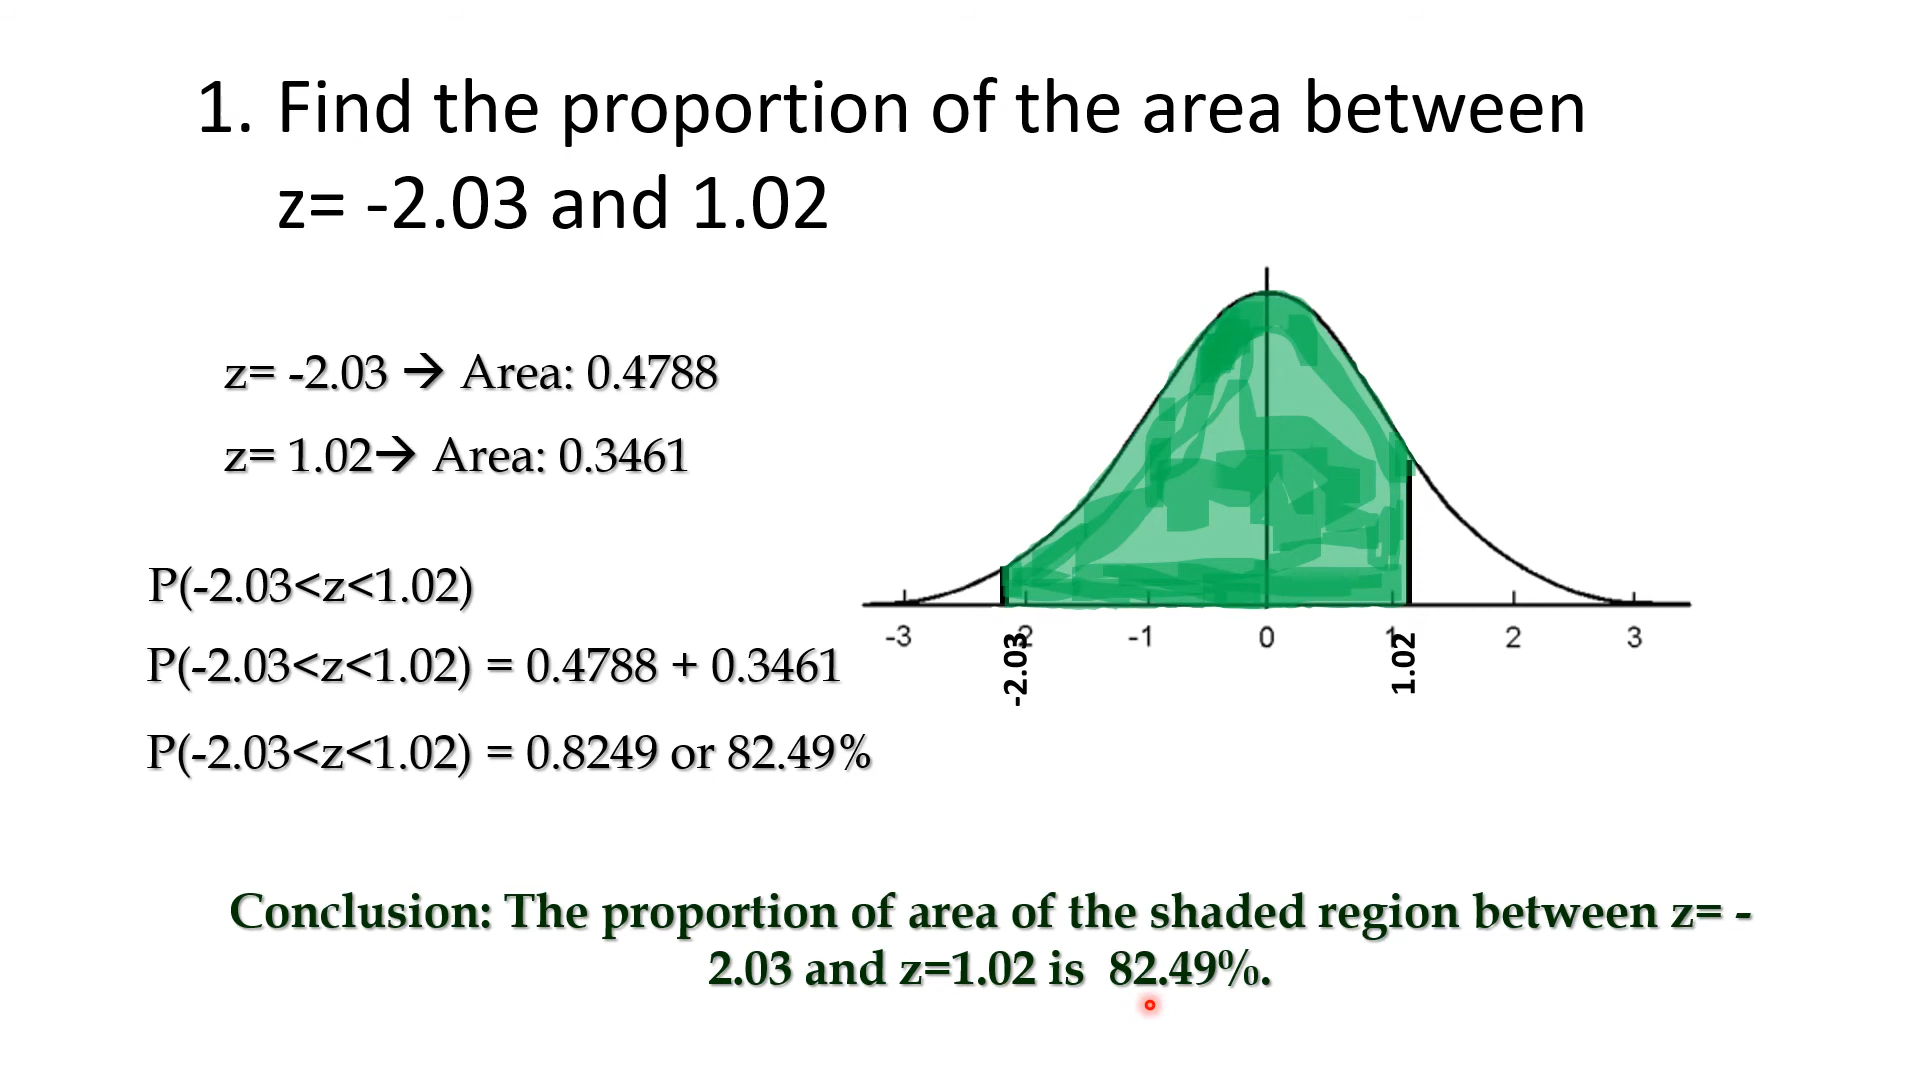 1. Find the proportion of the area between
z= -2.03 and 1.02
z= -2.03 → Area: 0.4788
z= 1.02→ Area: 0.3461
P(-2.03<z<1.02)
P(-2.03<z<1.02) = 0.4788 + 0.3461
P(-2.03<z<1.02) = 0.8249 or 82.49%
-3 -2 -1 0 1 2 3
-2.03
1.02
Conclusion: The proportion of area of the shaded region between z= -
2.03 and z=1.02 is 82.49%.